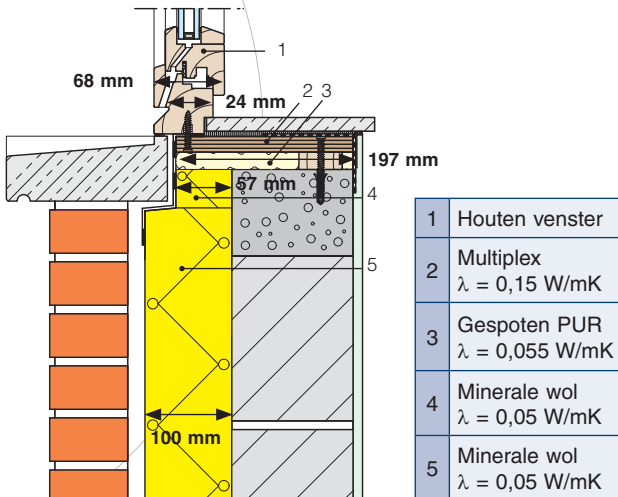 1
68 mm
2 3
24 mm
197 mm
57 mm
4
5
100 mm
1 Houten venster
2 Multiplex
λ = 0,15 W/mK
3 Gespoten PUR
λ = 0,055 W/mK
4 Minerale wol
λ = 0,05 W/mK
5 Minerale wol
λ = 0,05 W/mK